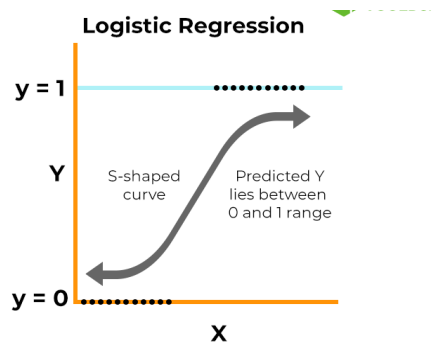 Logistic Regression
y = 1
Y
S-shaped
curve
Predicted Y
lies between
0 and 1 range
y = 0
X